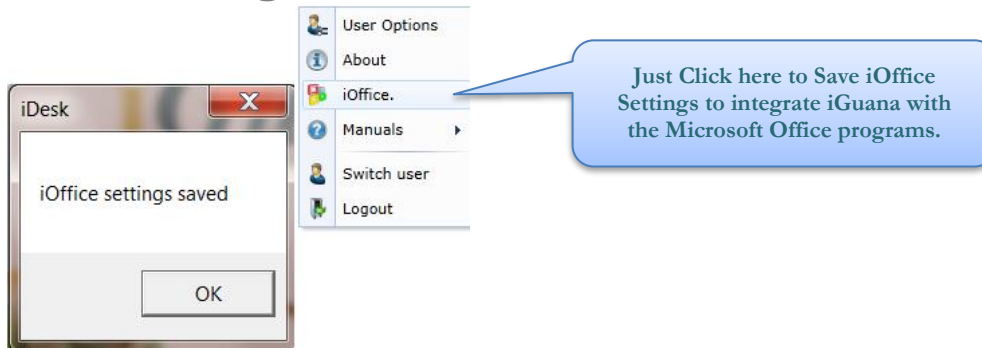 User Options
About
iOffice.
Manuals
Switch user
Logout
Just Click here to Save iOffice
Settings to integrate iGuana with
the Microsoft Office programs.
iDesk
X
iOffice settings saved
OK